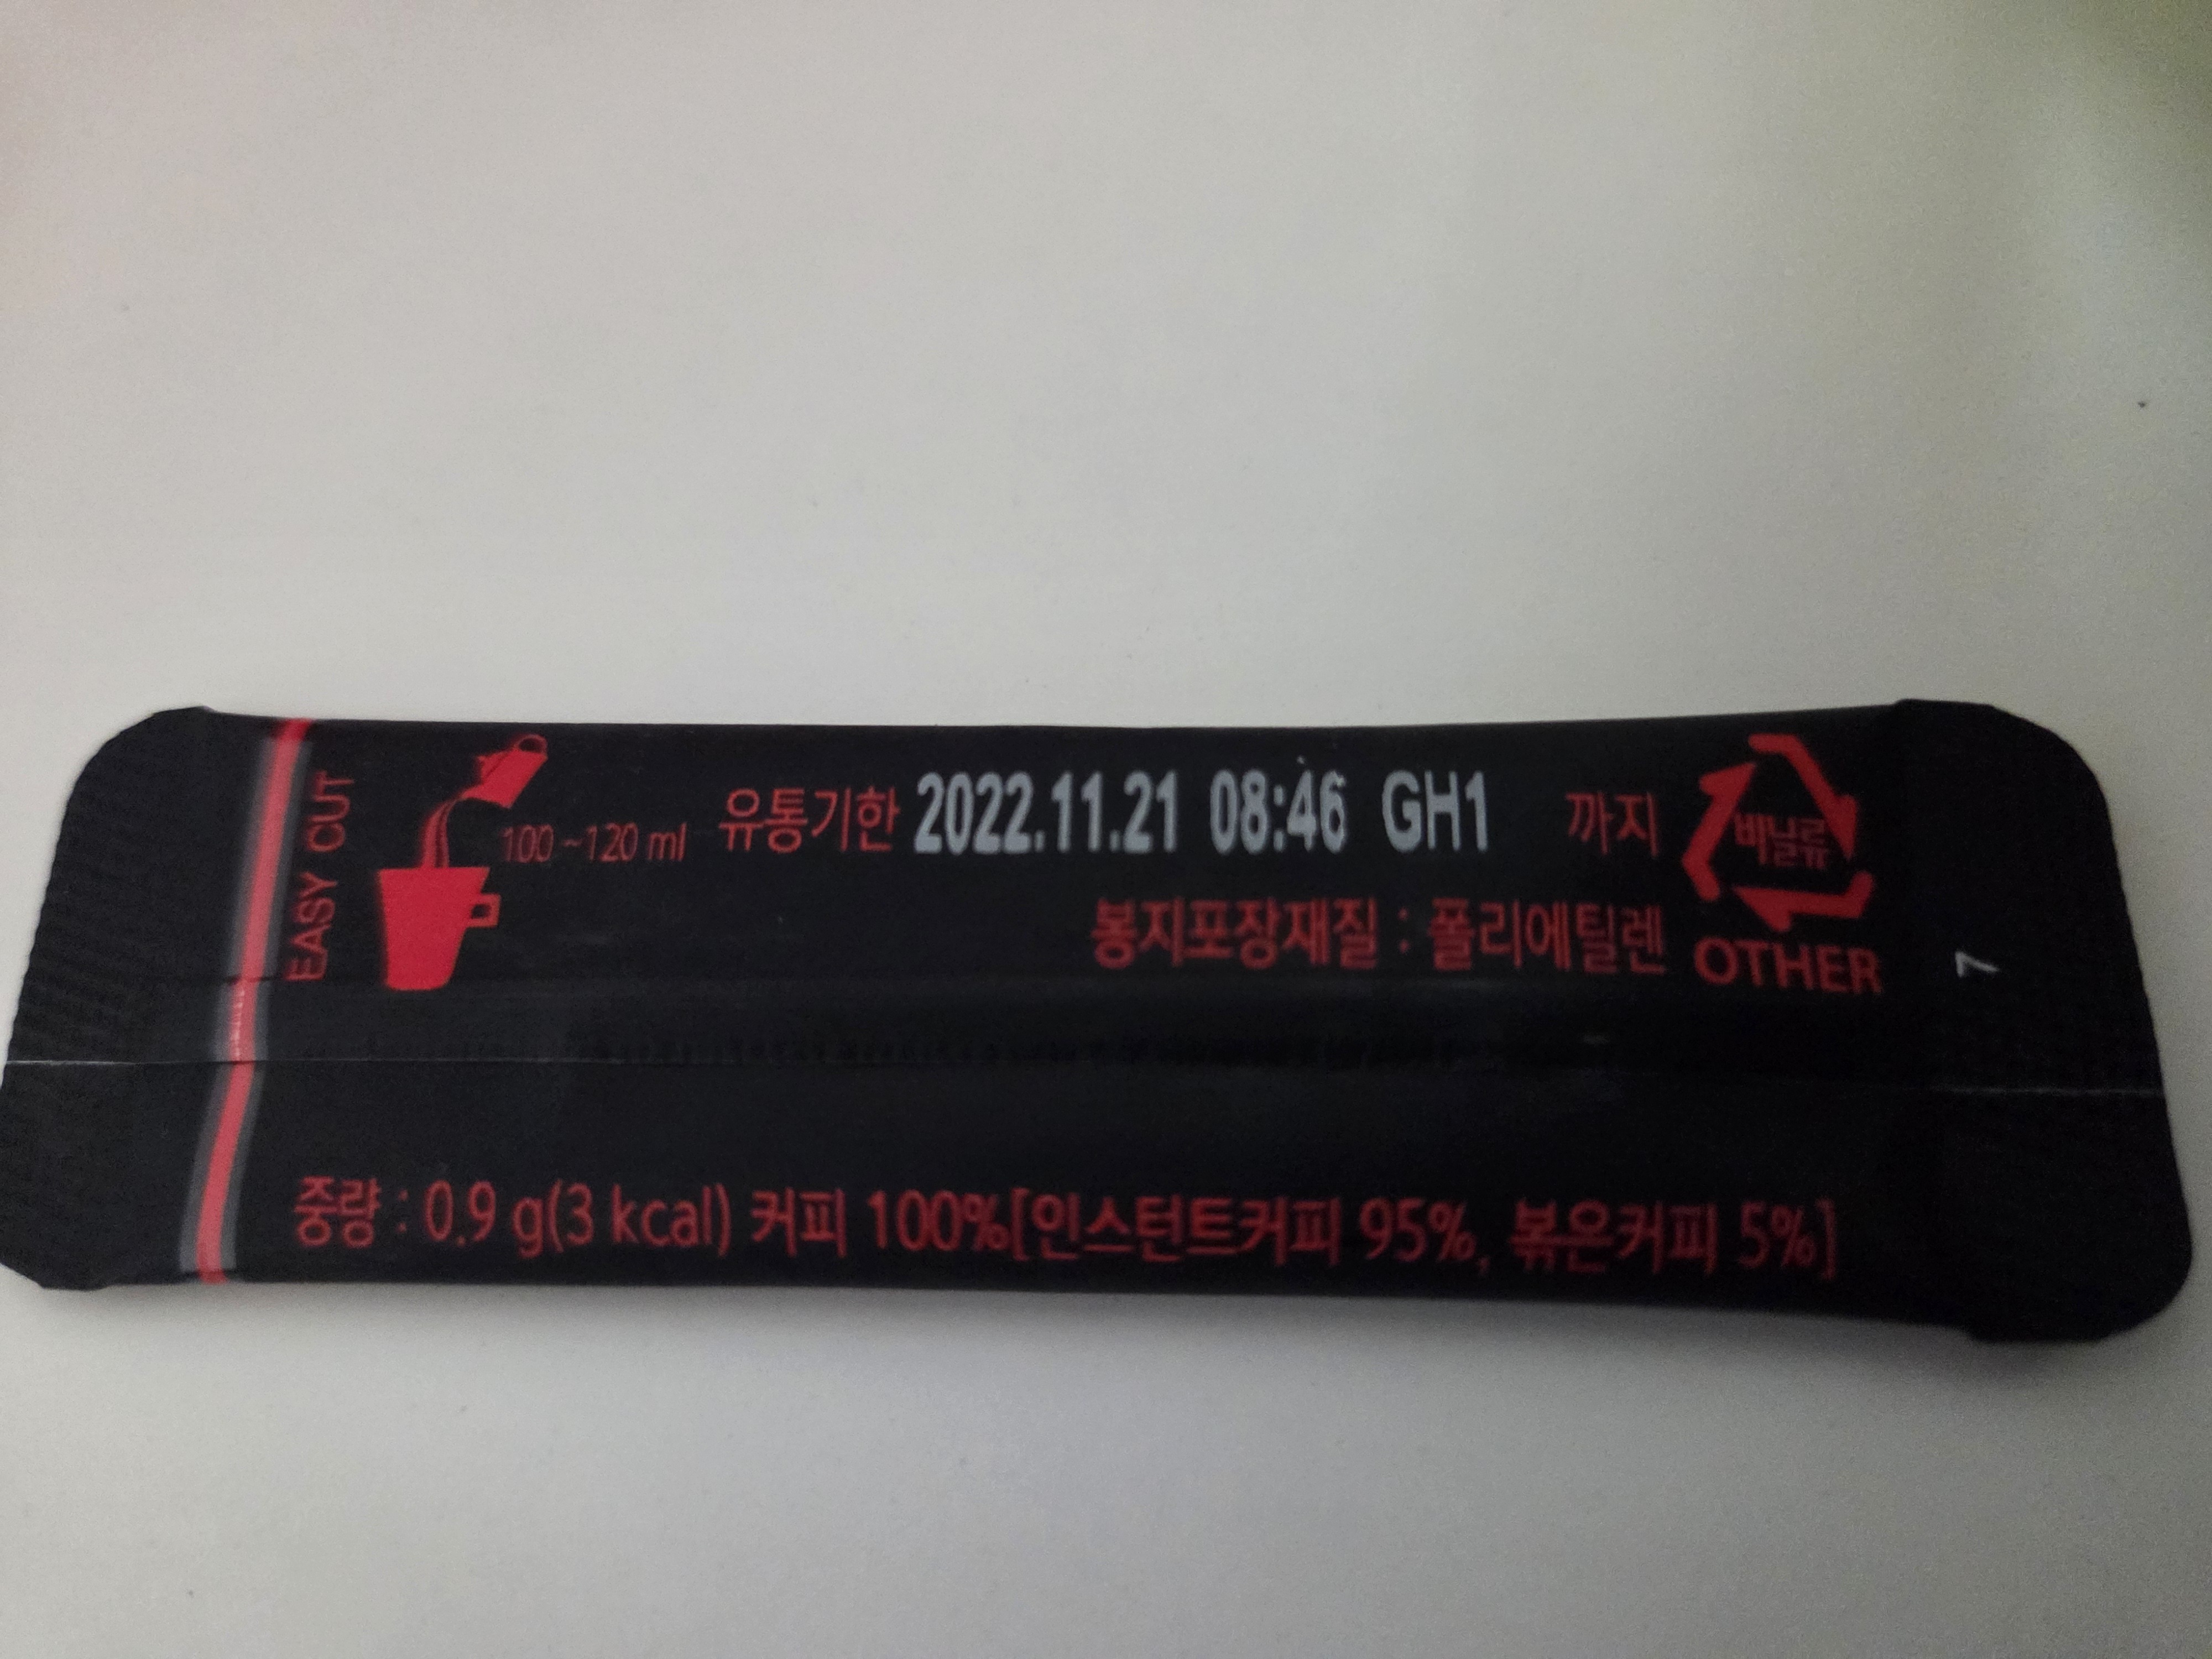 EASY CUT
100 ~120 ml
유통기한 2022.11.21 08:46 GH1 까지
비닐류
봉지포장재질 : 폴리에틸렌
OTHER
7
중량 : 0.9 g(3 kcal) 커피 100%[인스턴트커피 95%, 볶은커피 5%]